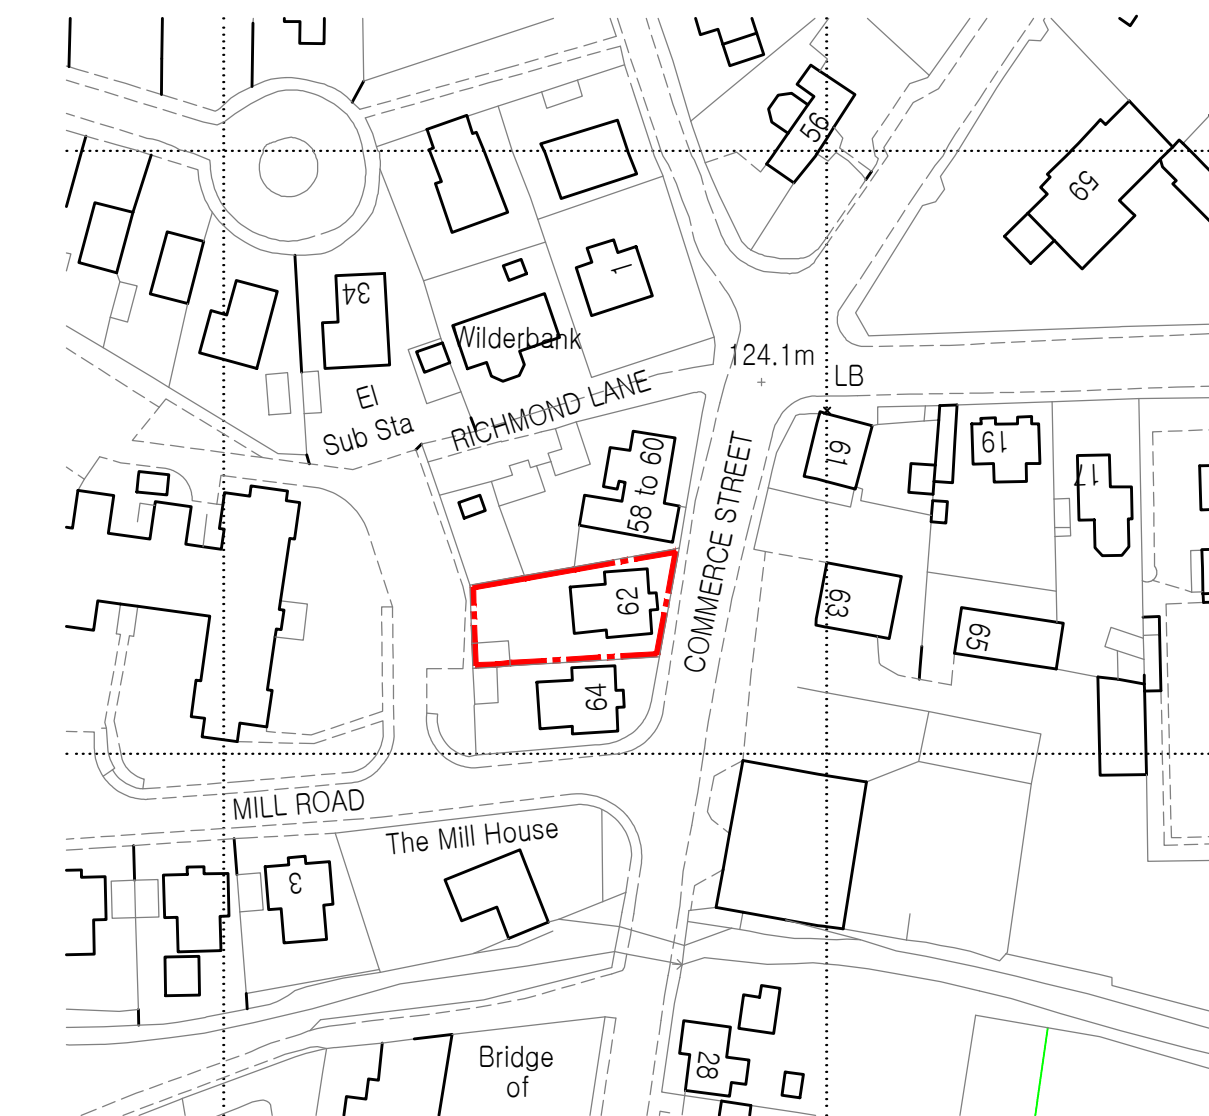 56
59
1
34
Wilderbank
124.1m
LB
El
Sub Sta
RICHMOND LANE
61
19
17
58 to 60
COMMERCE STREET
62
63
65
64
MILL ROAD
The Mill House
3
Bridge
of
28